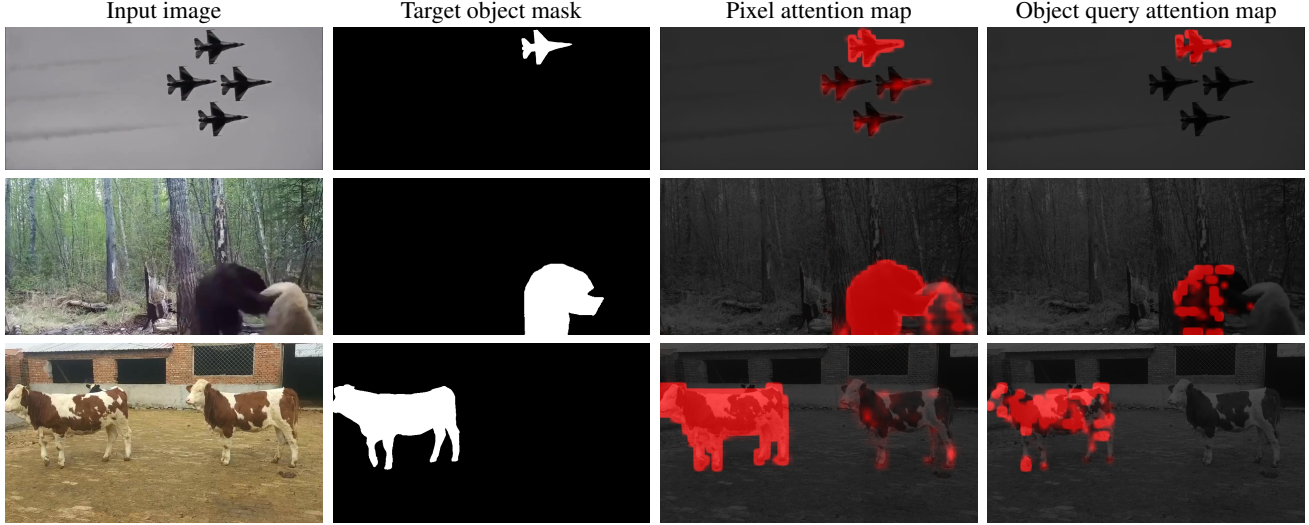 Input image
Target object mask
Pixel attention map
Object query attention map